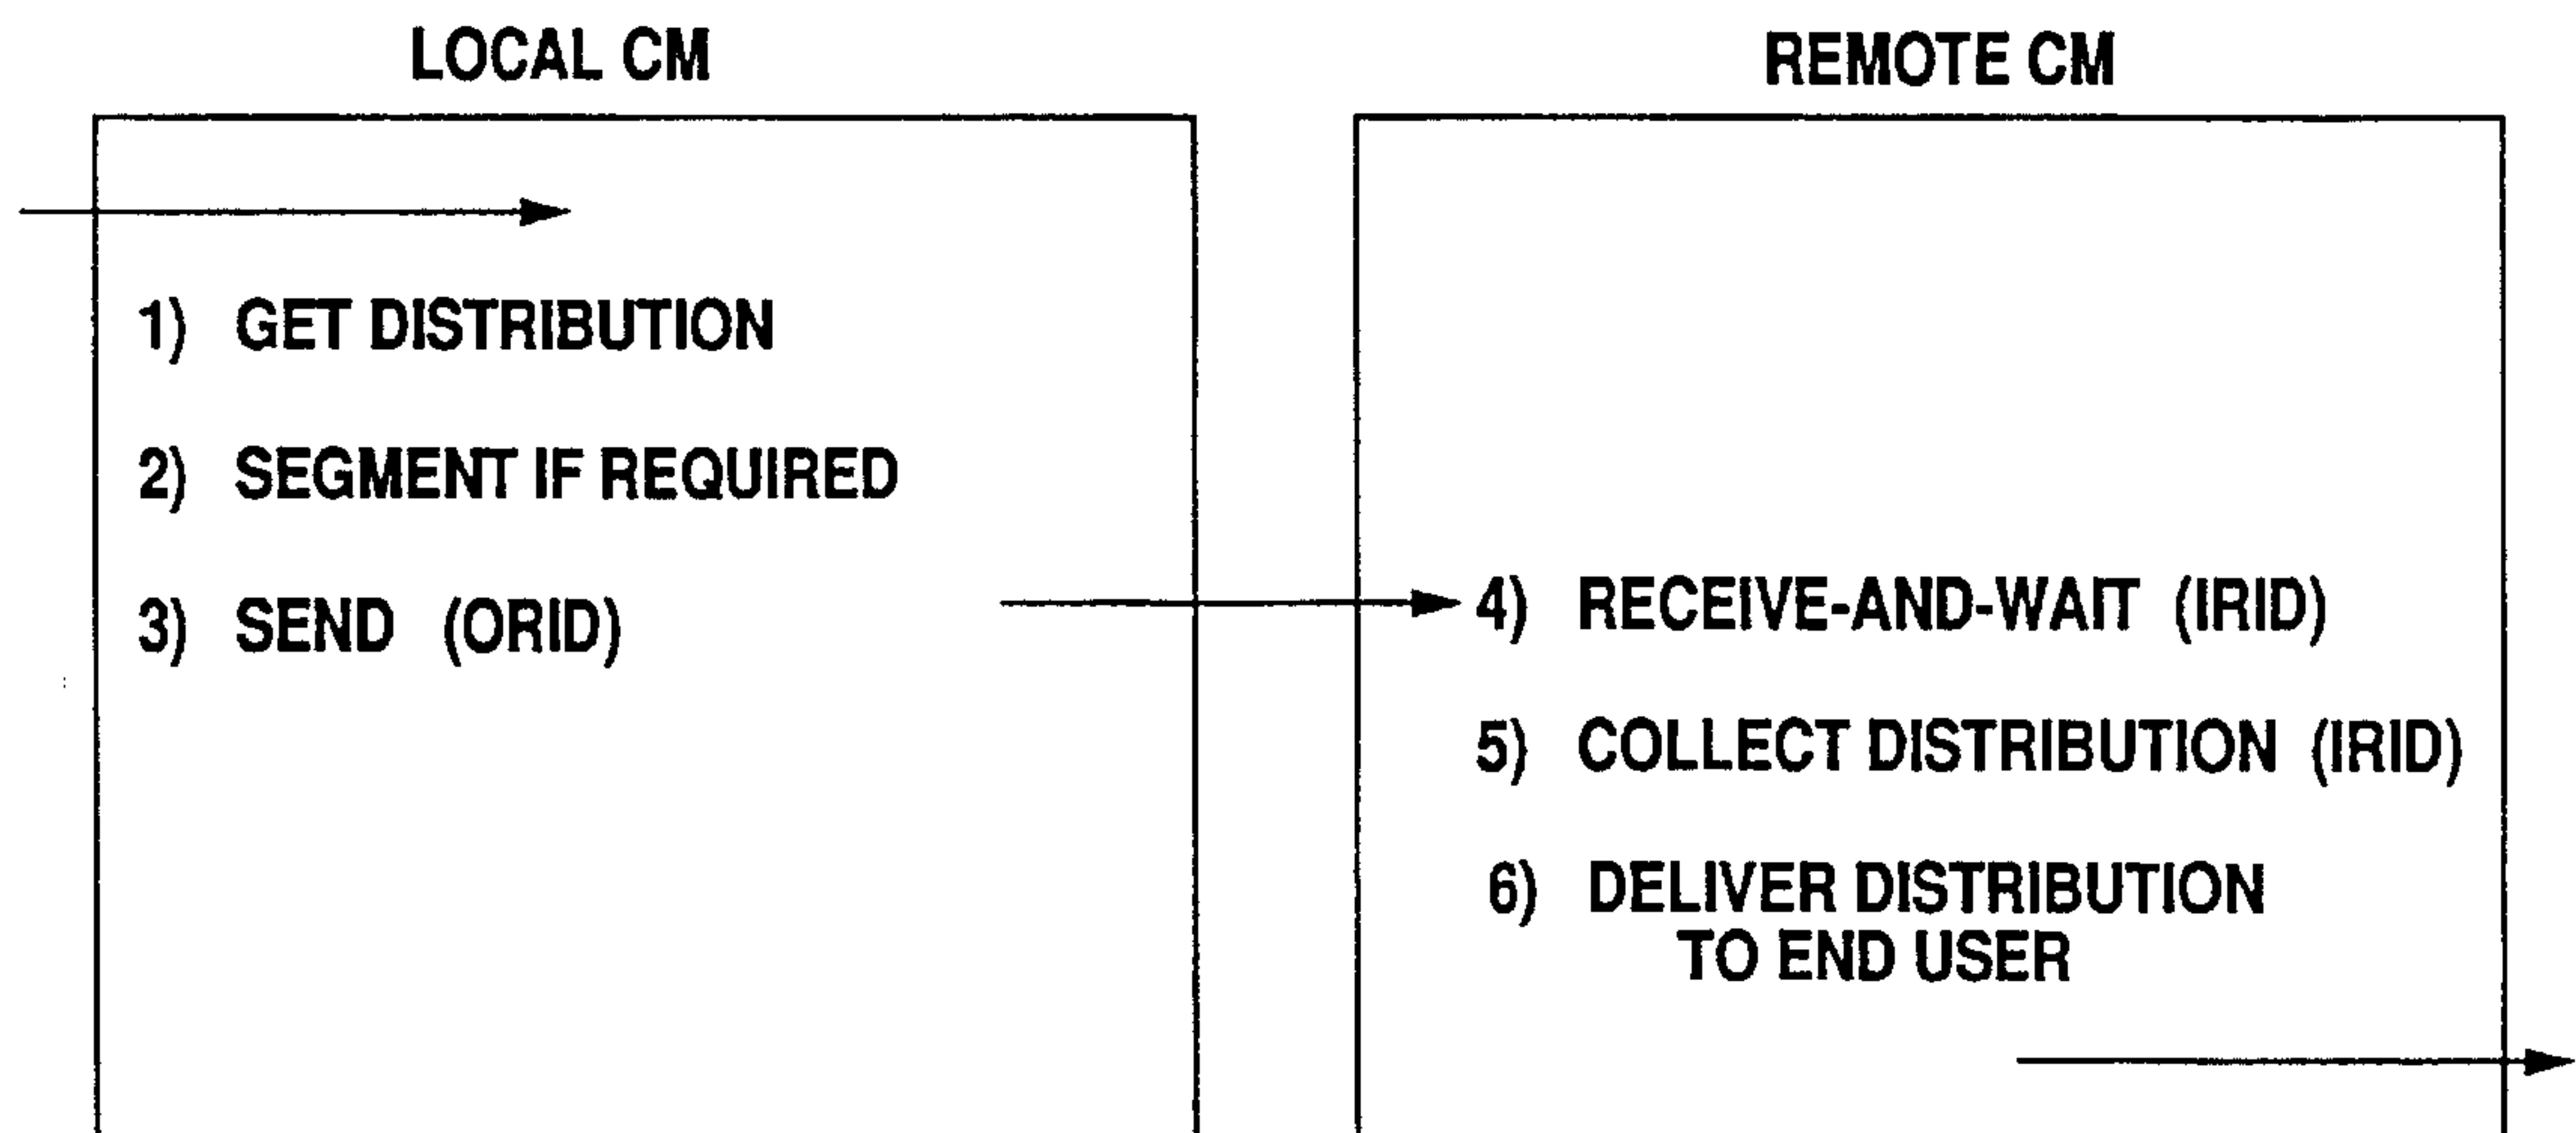 LOCAL CM
REMOTE CM
1) GET DISTRIBUTION
2) SEGMENT IF REQUIRED
3) SEND (ORID)
4) RECEIVE-AND-WAIT (IRID)
5) COLLECT DISTRIBUTION (IRID)
6) DELIVER DISTRIBUTION
TO END USER